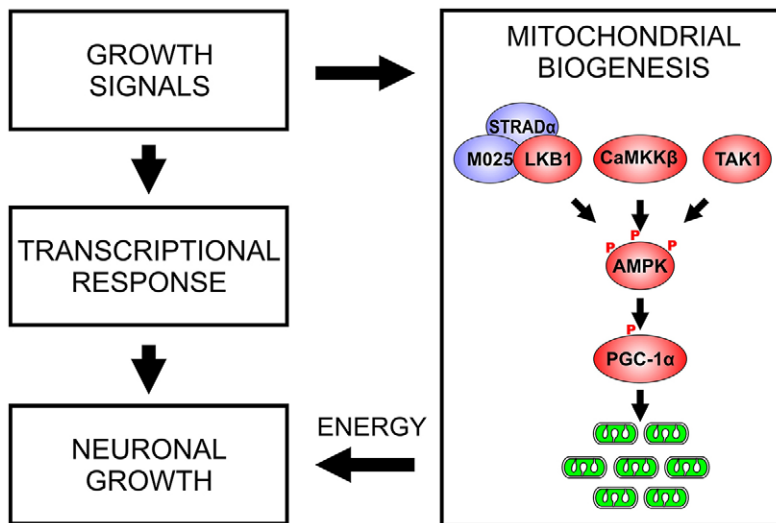 GROWTH
SIGNALS
TRANSCRIPTIONAL
RESPONSE
NEURONAL
GROWTH
ENERGY
MITOCHONDRIAL
BIOGENESIS
STRADα
M025 LKB1 CaMKKβ TAK1
P P P
AMPK
P
PGC-1α